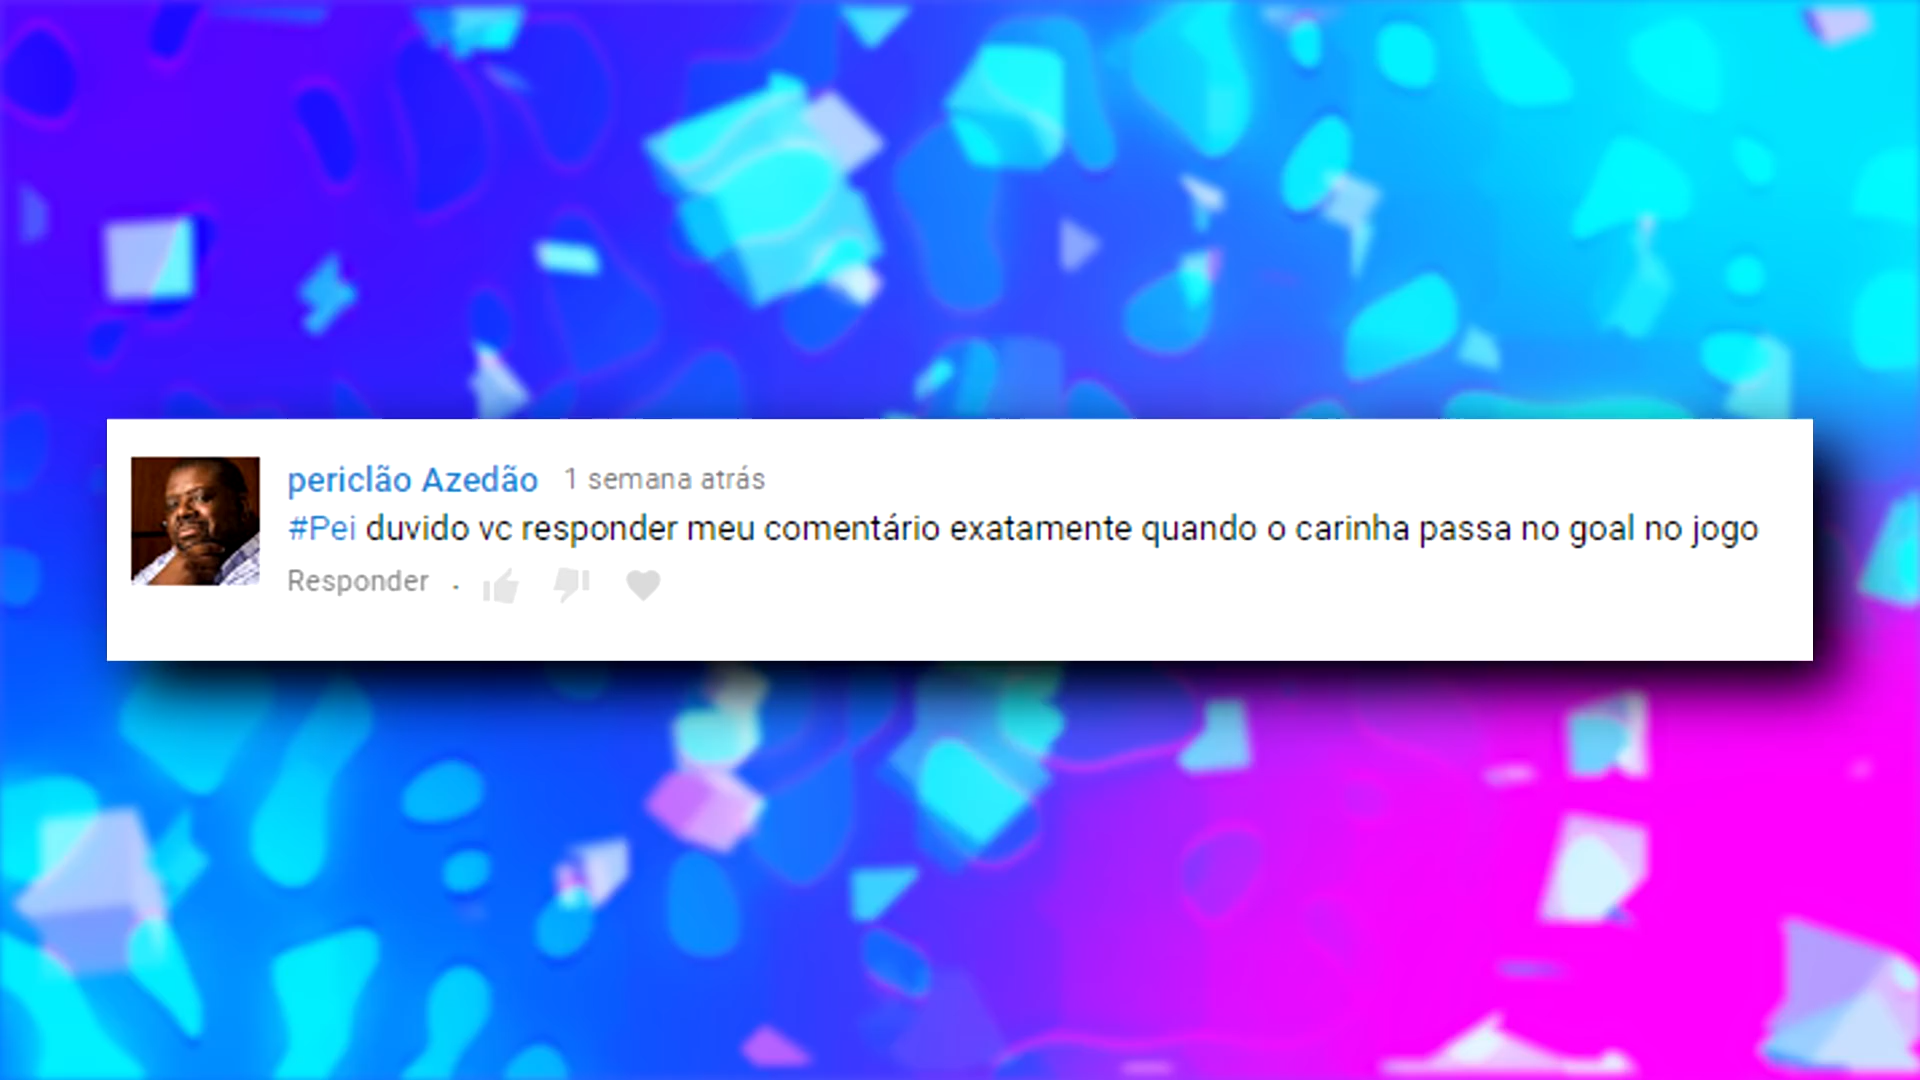 periclão Azedão 1 semana atrás
#Pei duvido vc responder meu comentário exatamente quando o carinha passa no goal no jogo
Responder .